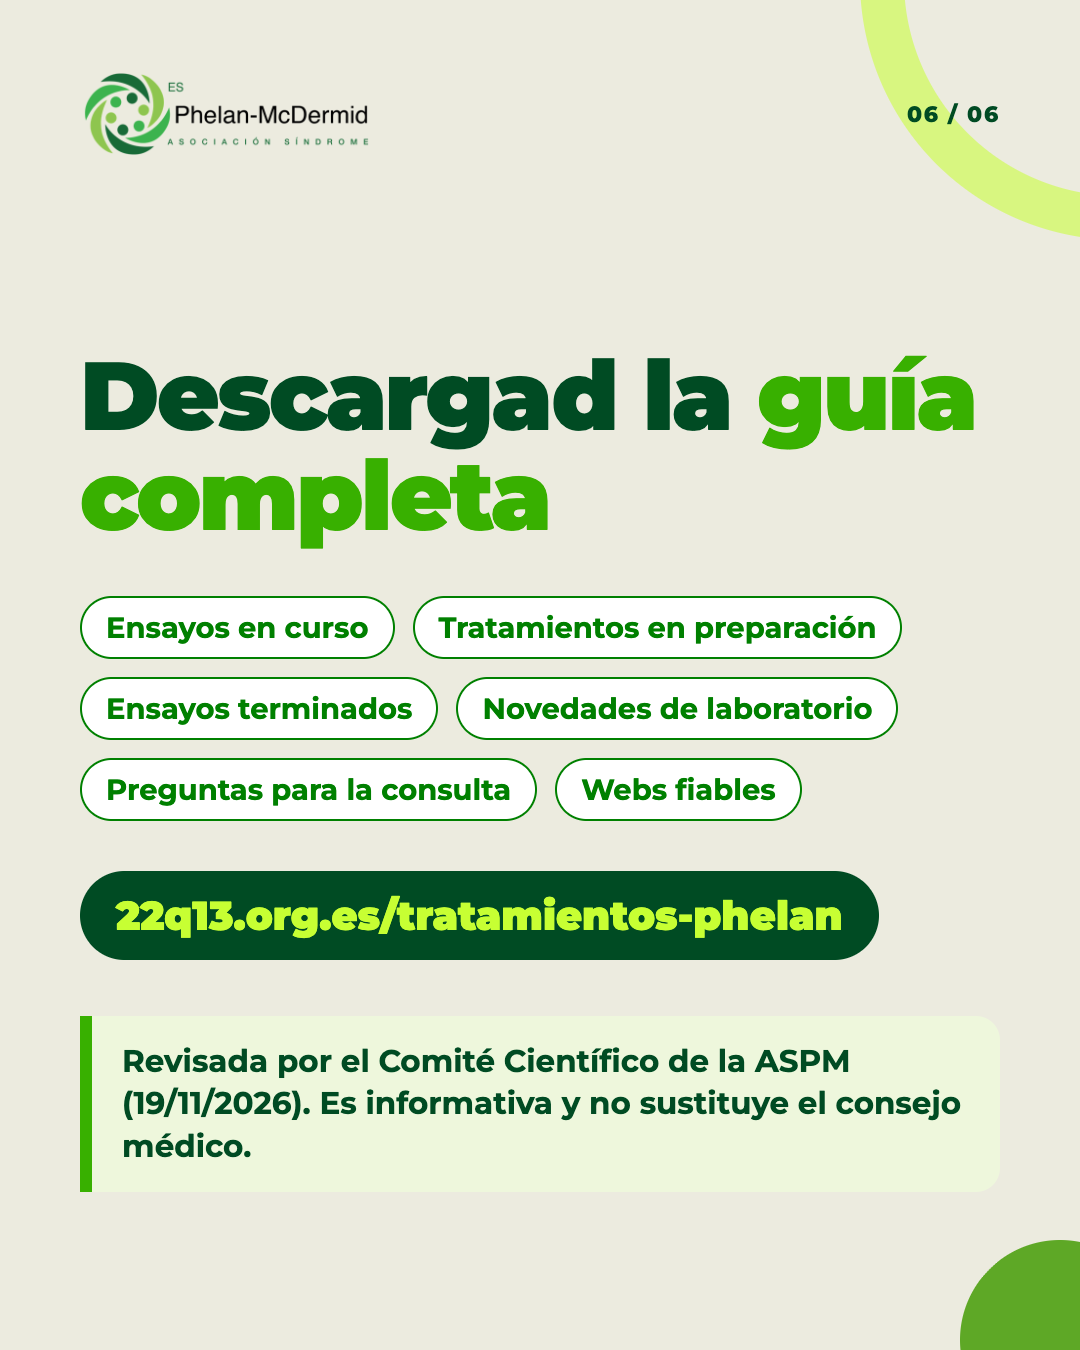 ES
Phelan-McDermid
ASOCIACIÓN SÍNDROME
06 / 06
Descargad la guía
completa
Ensayos en curso
Tratamientos en preparación
Ensayos terminados
Novedades de laboratorio
Preguntas para la consulta
Webs fiables
22q13.org.es/tratamientos-phelan
Revisada por el Comité Científico de la ASPM
(19/11/2026). Es informativa y no sustituye el consejo
médico.